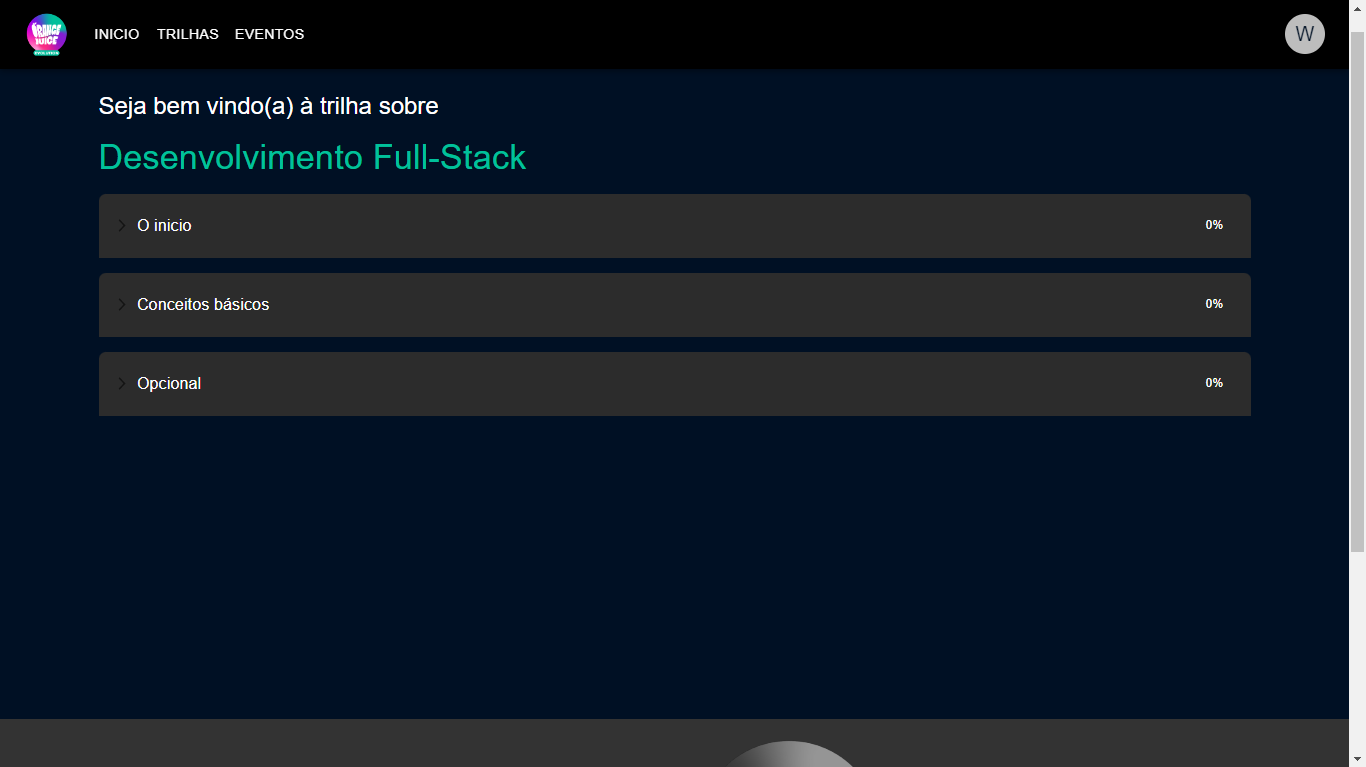 ORANGE
JUICE
EVOLUTION
INICIO TRILHAS EVENTOS
W
Seja bem vindo(a) à trilha sobre
Desenvolvimento Full-Stack
O inicio 0%
Conceitos básicos 0%
Opcional 0%